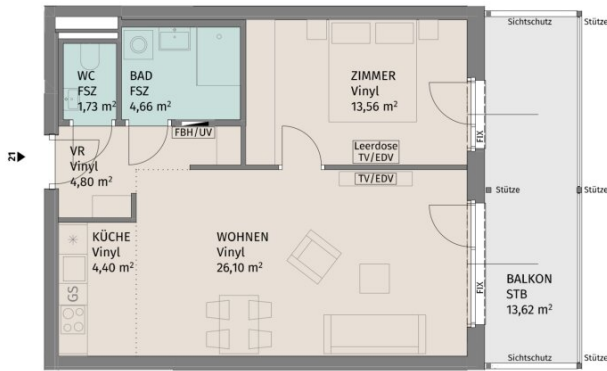 Sichtschutz
Stütze
WC
FSZ
1,73 m²
BAD
FSZ
4,66 m²
ZIMMER
Vinyl
13,56 m²
FBH/UV
FIX
21
VR
Vinyl
4,80 m²
Leerdose
TV/EDV
TV/EDV
Stütze
Stütze
KÜCHE
Vinyl
4,40 m²
WOHNEN
Vinyl
26,10 m²
GS
FIX
BALKON
STB
13,62 m²
Sichtschutz
Stütze